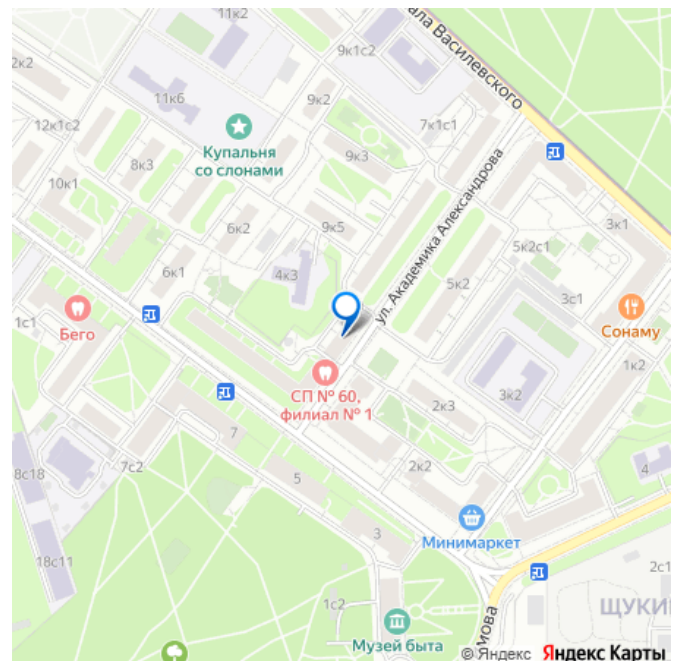 11к2
ала Василевского
2к2
9к1с2
11к6
9к2
12к1с2
7к1с1
Купальня
со слонами
8к3
9к3
10к1
ул. Академика Александрова
6к2
9к5
3к1
5к2с1
6к1
4к3
5к2
3с1
1с1
Бего
Сонаму
СП № 60,
филиал № 1
1к2
2к3
3к2
7
2к2
8с18
7с2
5
4
3
Минимаркет
18с11
2с1
1с2
ЩУКИ
мова
Музей быта
© Яндекс Яндекс Карты